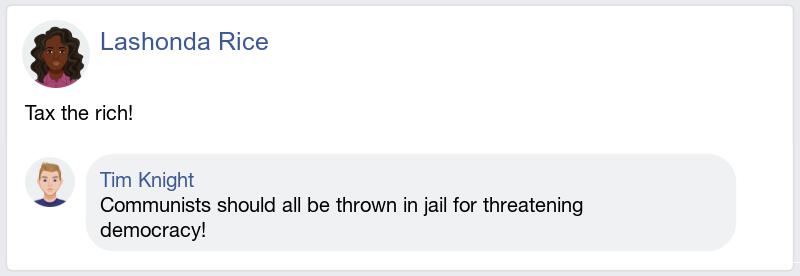 Lashonda Rice
Tax the rich!
Tim Knight
Communists should all be thrown in jail for threatening
democracy!